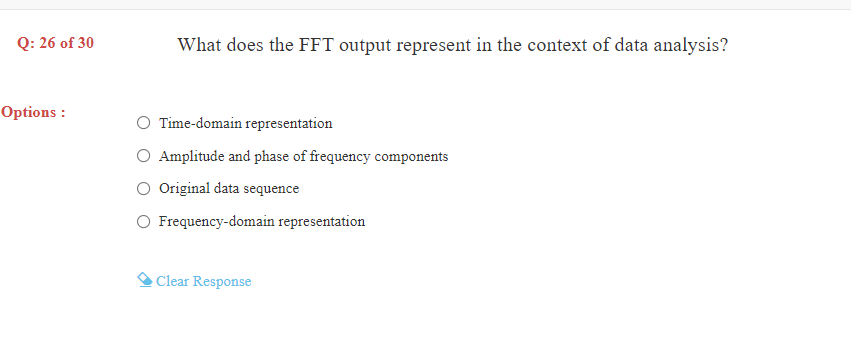 Q: 26 of 30
What does the FFT output represent in the context of data analysis?
Options :
Time-domain representation
Amplitude and phase of frequency components
Original data sequence
Frequency-domain representation
Clear Response